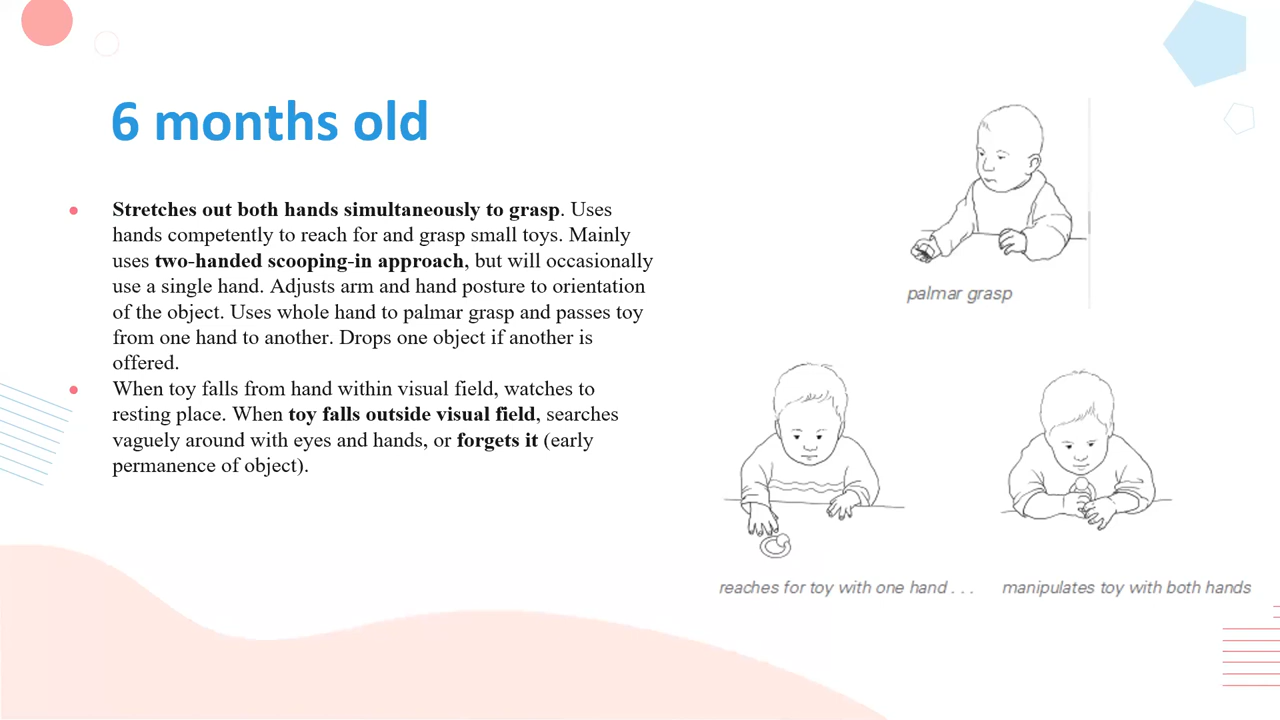 6 months old
Stretches out both hands simultaneously to grasp. Uses
hands competently to reach for and grasp small toys. Mainly
uses two-handed scooping-in approach, but will occasionally
use a single hand. Adjusts arm and hand posture to orientation
of the object. Uses whole hand to palmar grasp and passes toy
from one hand to another. Drops one object if another is
offered.
When toy falls from hand within visual field, watches to
resting place. When toy falls outside visual field, searches
vaguely around with eyes and hands, or forgets it (early
permanence of object).
palmar grasp
reaches for toy with one hand . . .
manipulates toy with both hands